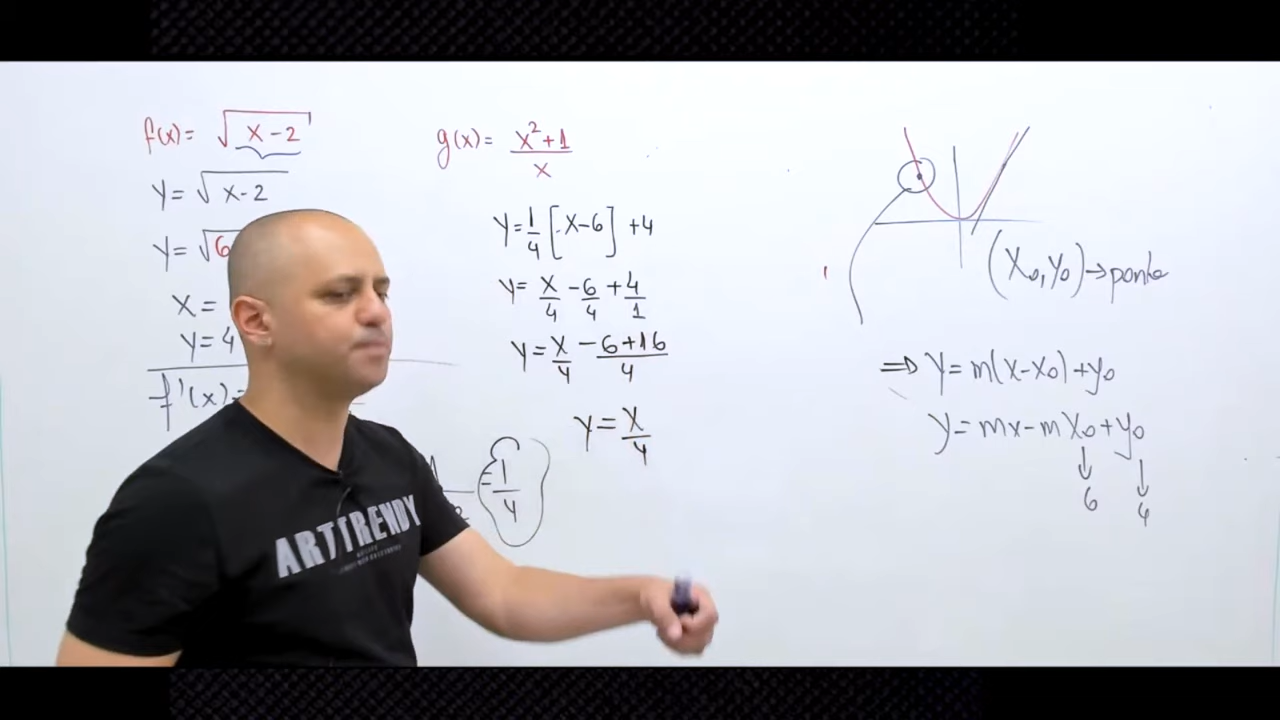 f(x)= √x-2
y= √x-2
y= √6
x=
y=4
f'(x)=
g(x)= x²+1/x
y=1/4 [x-6] +4
y= x/4 -6/4 +4/1
y=x/4 -6+16/4
y=x/4
=1/4
(x₀,y₀)→ponto
⇒ y=m(x-x₀)+y₀
y=mx-mx₀+y₀
↓ ↓
6 4
ARTTRENDY